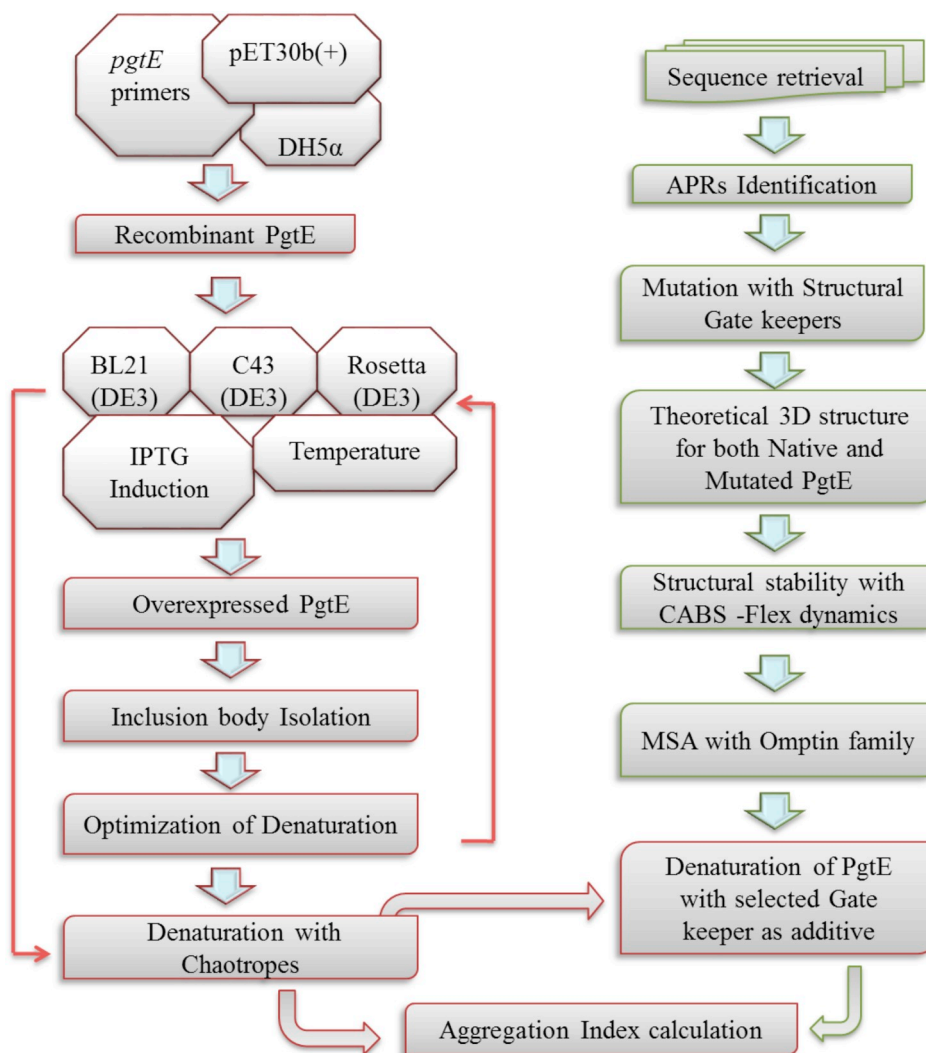 pgtE
primers
pET30b(+)
DH5α
Recombinant PgtE
BL21
(DE3)
C43
(DE3)
Rosetta
(DE3)
IPTG
Induction
Temperature
Overexpressed PgtE
Inclusion body Isolation
Optimization of Denaturation
Denaturation with
Chaotropes
Sequence retrieval
APRs Identification
Mutation with Structural
Gate keepers
Theoretical 3D structure
for both Native and
Mutated PgtE
Structural stability with
CABS -Flex dynamics
MSA with Omptin family
Denaturation of PgtE
with selected Gate
keeper as additive
Aggregation Index calculation